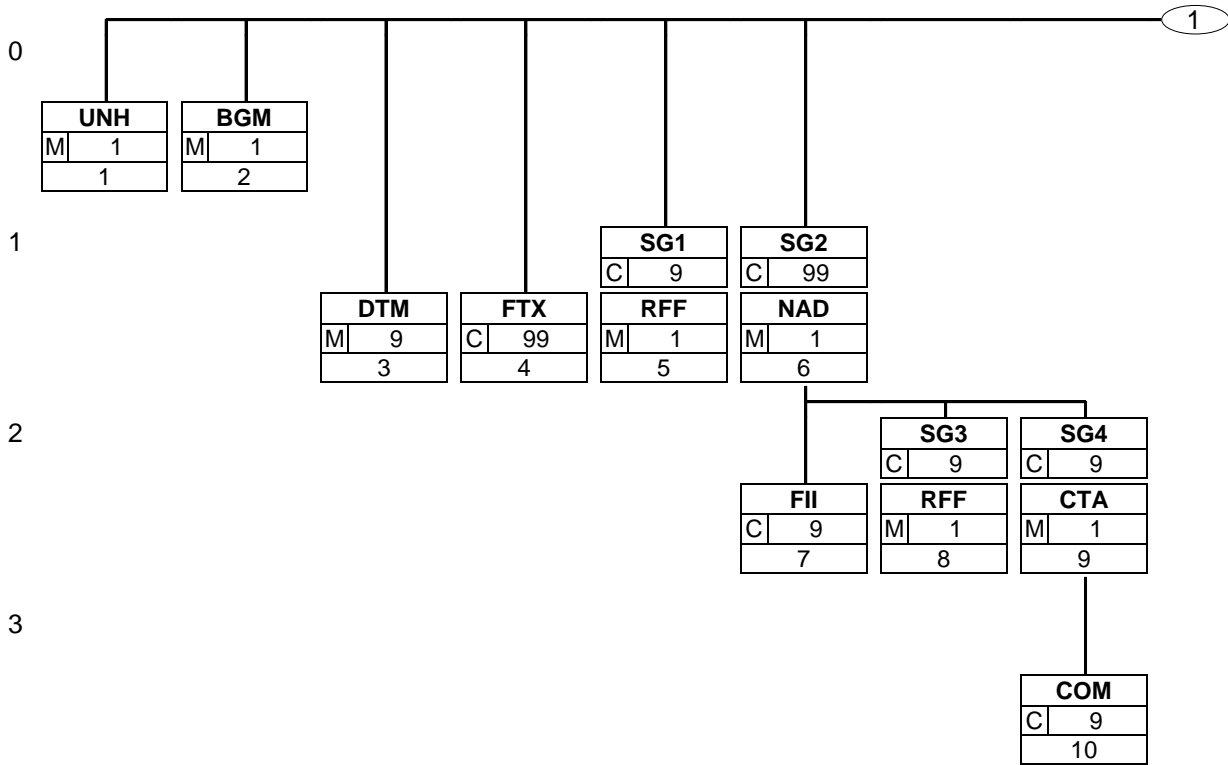 1
0
UNH BGM
M 1 M 1
1 2
1 SG1 SG2
C 9 C 99
DTM FTX RFF NAD
M 9 C 99 M 1 M 1
3 4 5 6
2 SG3 SG4
C 9 C 9
FII RFF CTA
C 9 M 1 M 1
7 8 9
3
COM
C 9
10